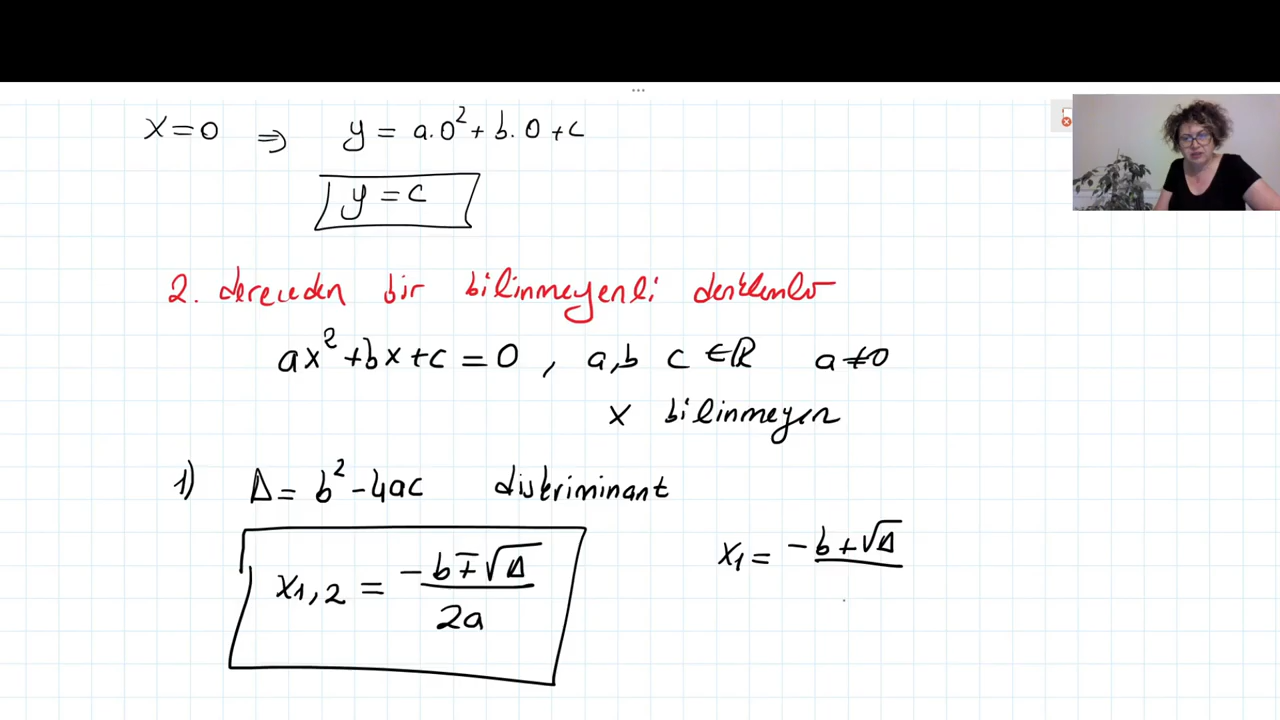 x=0 ⇒ y = a.0²+b.0+c
y=c
2. dereceden bir bilinmeyenli denklemler
ax²+bx+c=0, a,b c ∈ℝ a≠0
x bilinmeyen
1) Δ= b²-4ac diskriminant
x₁,₂ = (-b∓√Δ)/2a
x₁= -b+√Δ